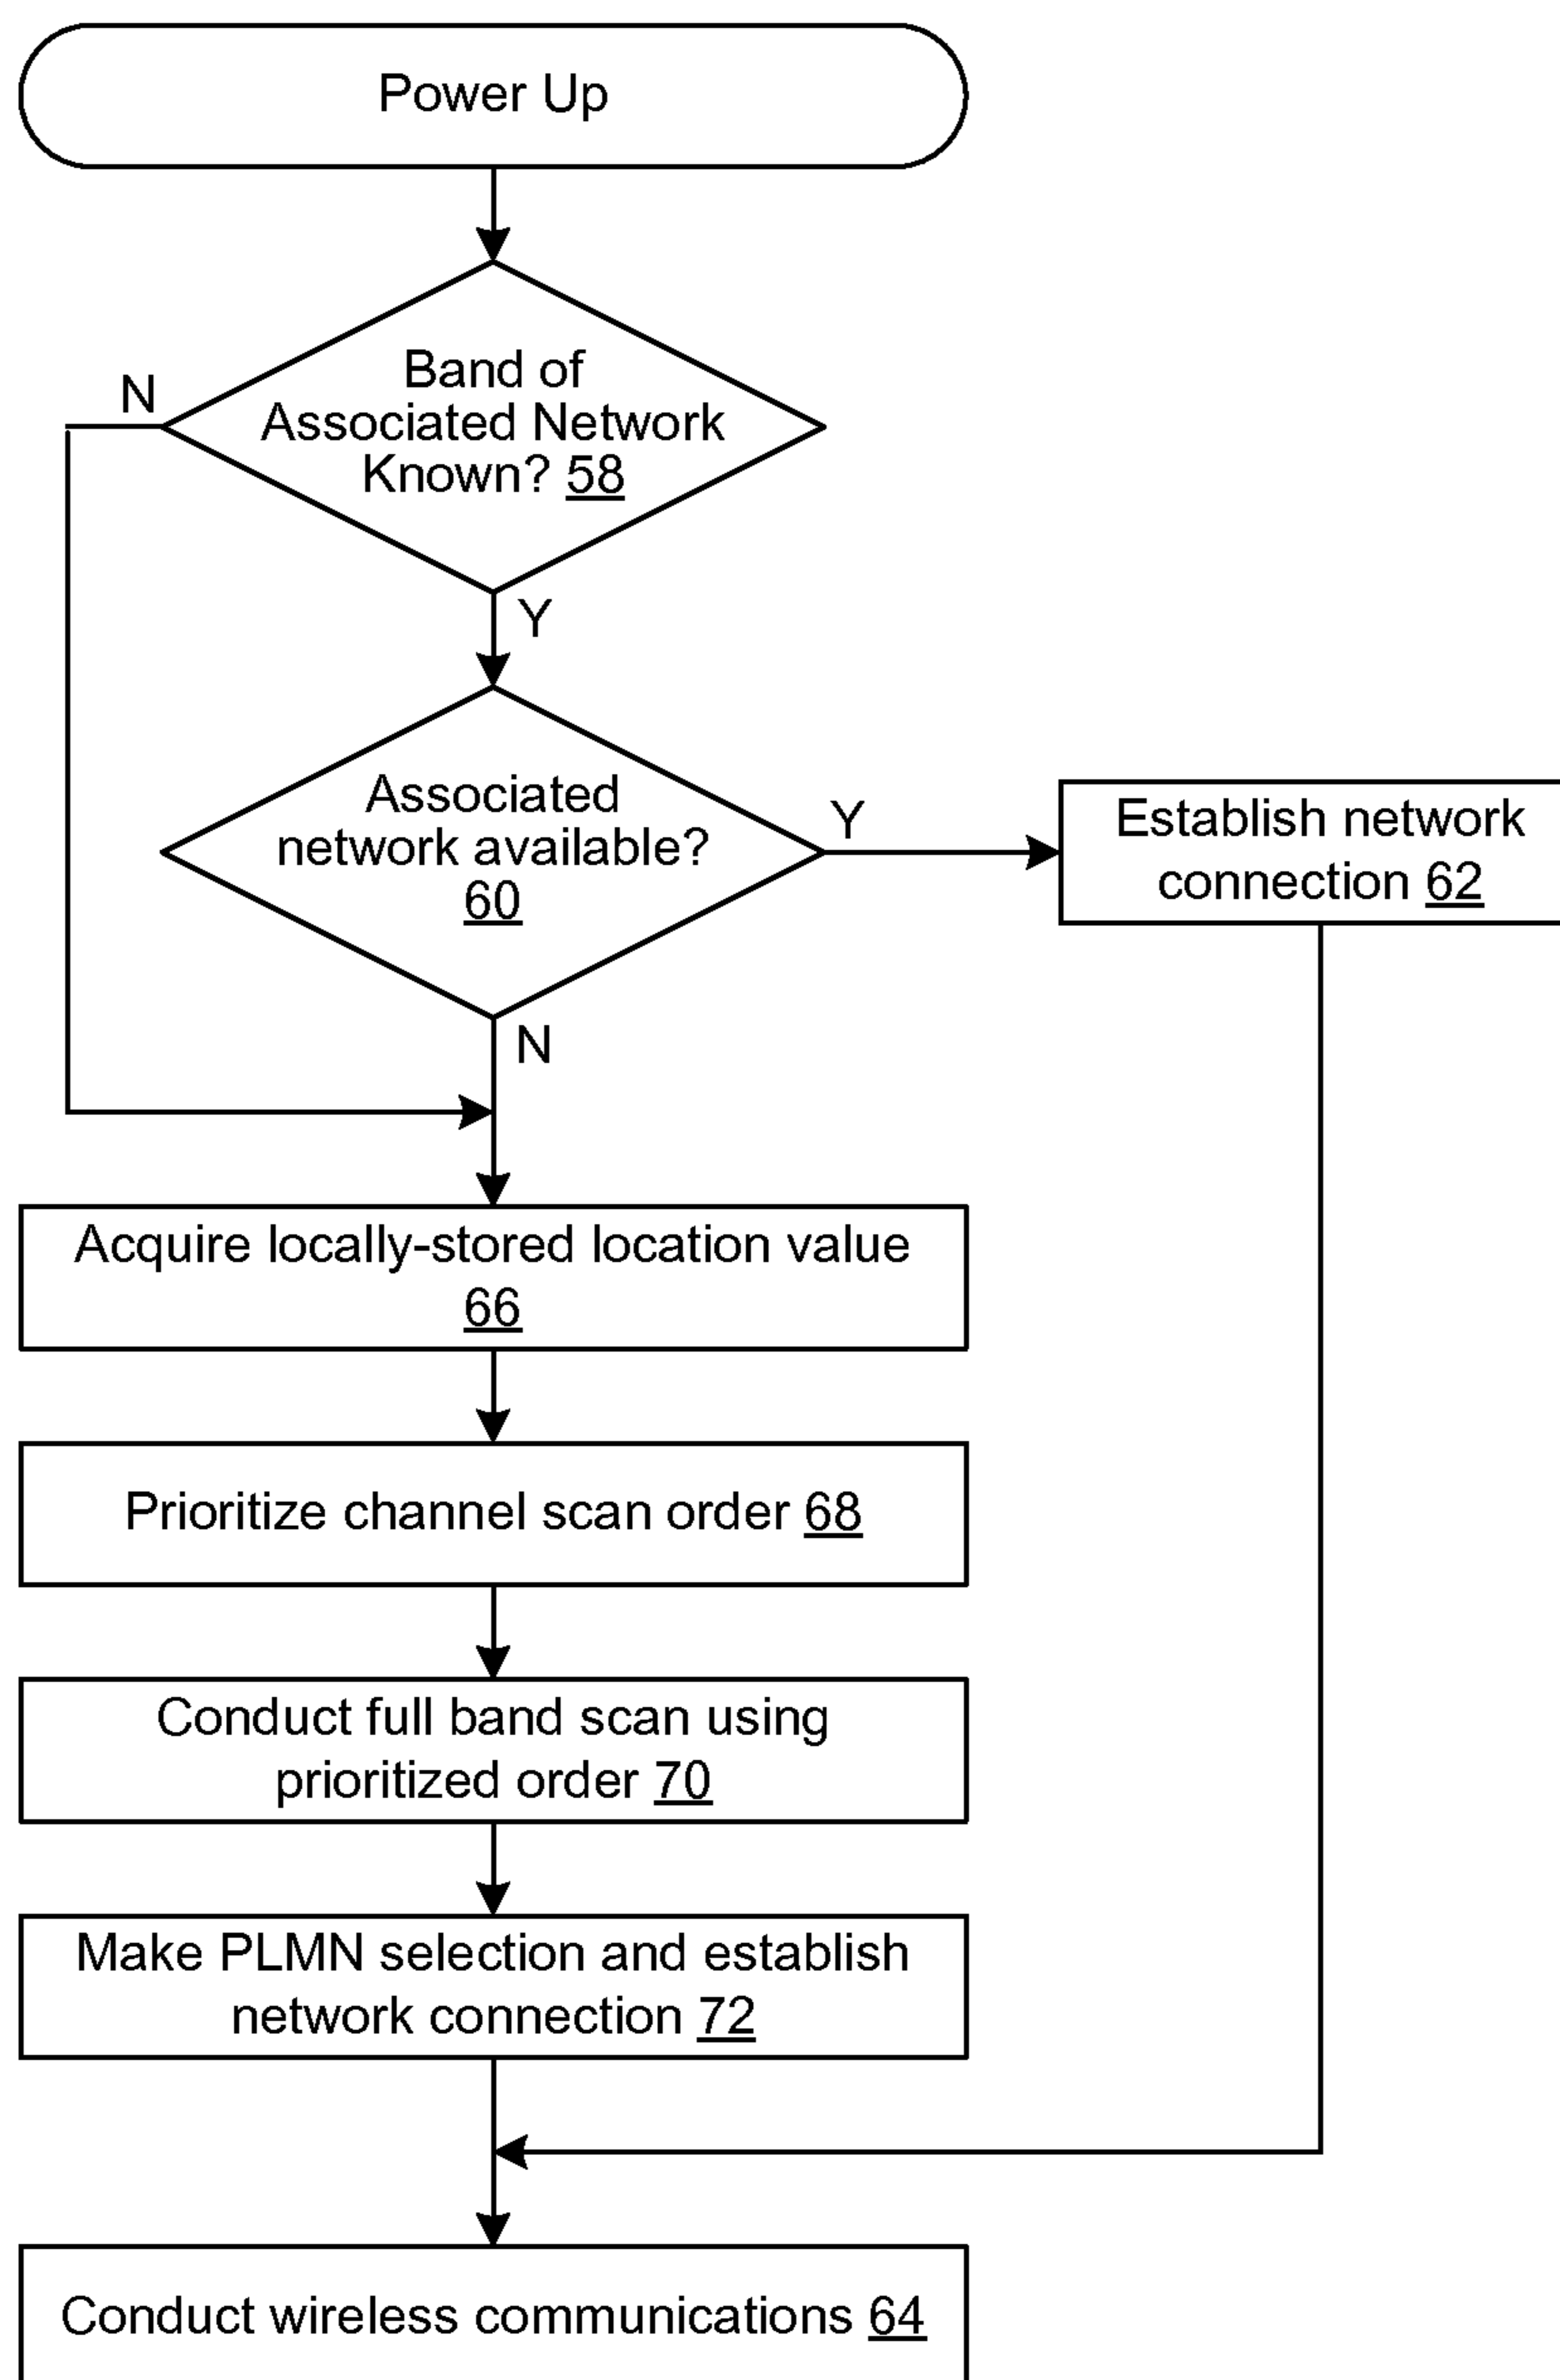 Power Up
Band of
Associated Network
Known? 58
N
Y
Associated
network available?
60
Y
Establish network
connection 62
N
Acquire locally-stored location value
66
Prioritize channel scan order 68
Conduct full band scan using
prioritized order 70
Make PLMN selection and establish
network connection 72
Conduct wireless communications 64